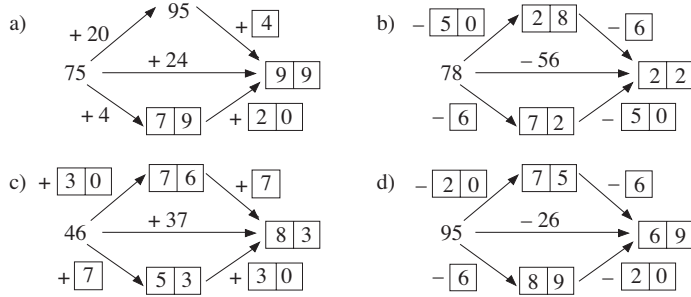 a) 95
+ 20 + 4
75 + 24 9 9
+ 4 7 9 + 2 0
b) – 5 0 2 8 – 6
78 – 56 2 2
– 6 7 2 – 5 0
c) + 3 0 7 6 + 7
46 + 37 8 3
+ 7 5 3 + 3 0
d) – 2 0 7 5 – 6
95 – 26 6 9
– 6 8 9 – 2 0